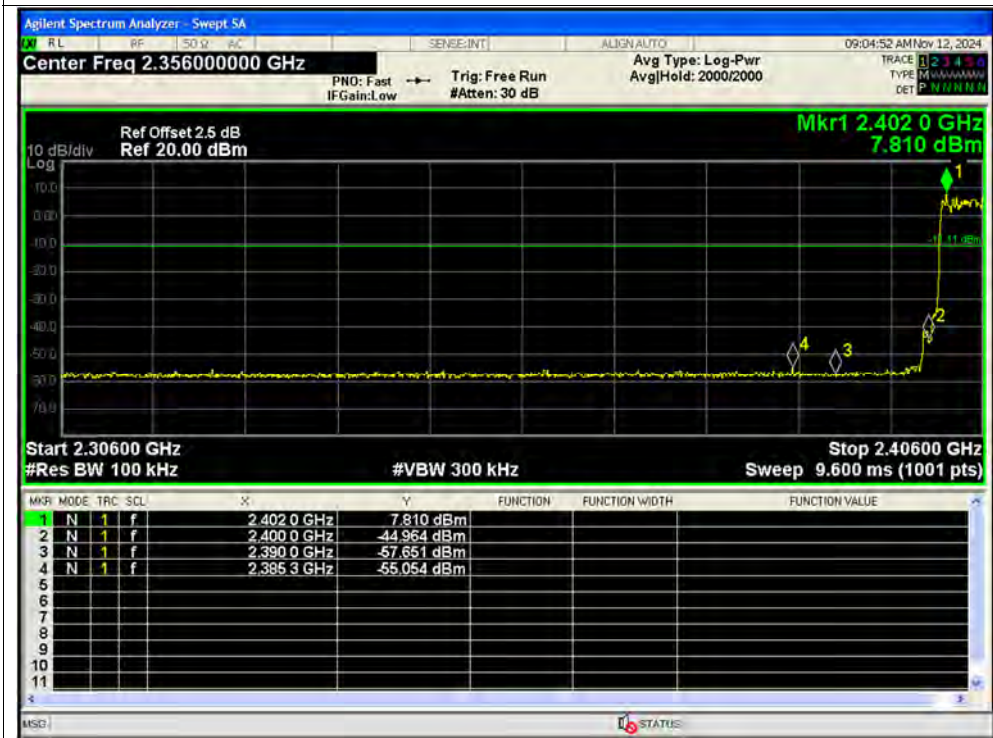 Agilent Spectrum Analyzer - Swept SA
RL RF 50 Ω AC SENSE:INT ALIGN AUTO 09:04:52 AM Nov 12, 2024
Center Freq 2.356000000 GHz
PNO: Fast
IFGain:Low
Trig: Free Run
#Atten: 30 dB
Avg Type: Log-Pwr
Avg|Hold: 2000/2000
TRACE 1 2 3 4 5 6
TYPE M
DET P N N N N N
Mkr1 2.402 0 GHz
7.810 dBm
Ref Offset 2.5 dB
10 dB/div Ref 20.00 dBm
Log
10.0
0.00
-10.0
-20.0
-30.0
-40.0
-50.0
-60.0
-70.0
1
2
3
4
Start 2.30600 GHz Stop 2.40600 GHz
#Res BW 100 kHz #VBW 300 kHz Sweep 9.600 ms (1001 pts)
MKR MODE TRC SCL X Y FUNCTION FUNCTION WIDTH FUNCTION VALUE
1 N 1 f 2.402 0 GHz 7.810 dBm
2 N 1 f 2.400 0 GHz -44.964 dBm
3 N 1 f 2.390 0 GHz -57.651 dBm
4 N 1 f 2.385 3 GHz -55.054 dBm
5
6
7
8
9
10
11
MSG STATUS